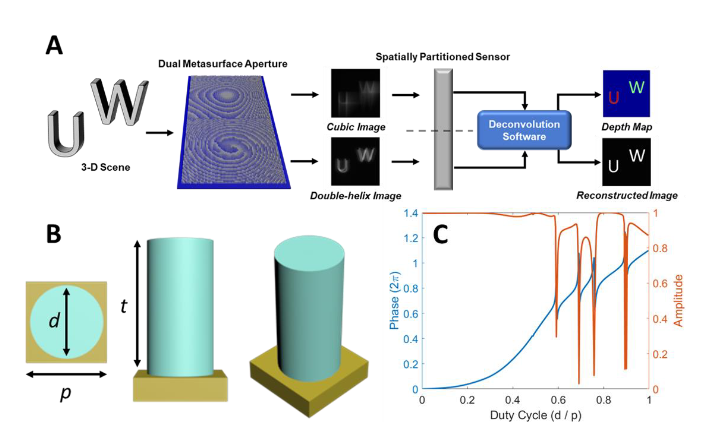 A
Dual Metasurface Aperture
Spatially Partitioned Sensor
U W
3-D Scene
U W
Cubic Image
U W
Double-helix Image
Deconvolution
Software
U W
Depth Map
U W
Reconstructed Image
B
d
p
t
C
Phase (2π)
1.4
1.2
1
0.8
0.6
0.4
0.2
0
Amplitude
1
0.8
0.6
0.4
0.2
0
0 0.2 0.4 0.6 0.8 1
Duty Cycle (d / p)